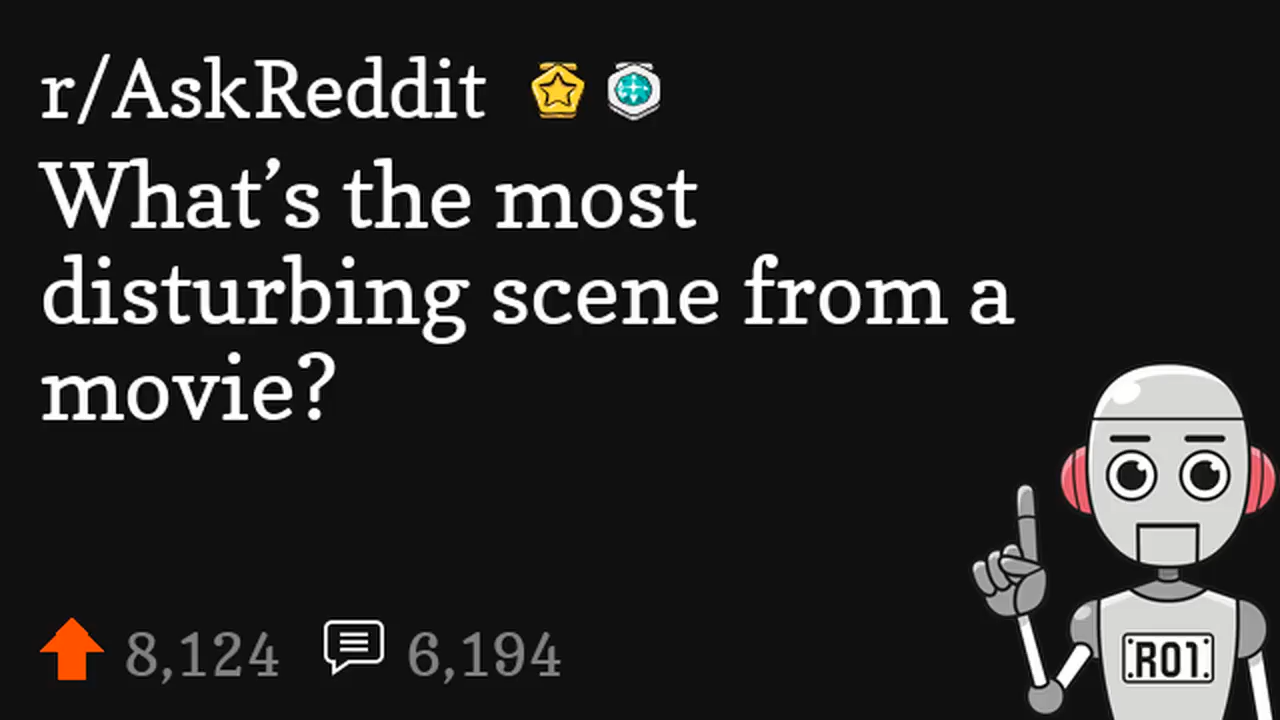 r/AskReddit
What’s the most
disturbing scene from a
movie?
8,124 6,194
R01